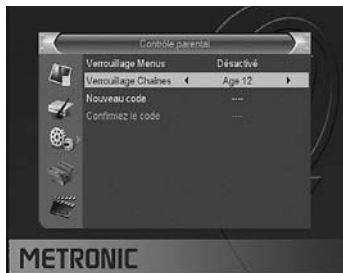 Contrôle parental
Verrouillage Menus Désactivé
Verrouillage Chaînes Age 12
Nouveau code ----
Confirmez le code ----
METRONIC